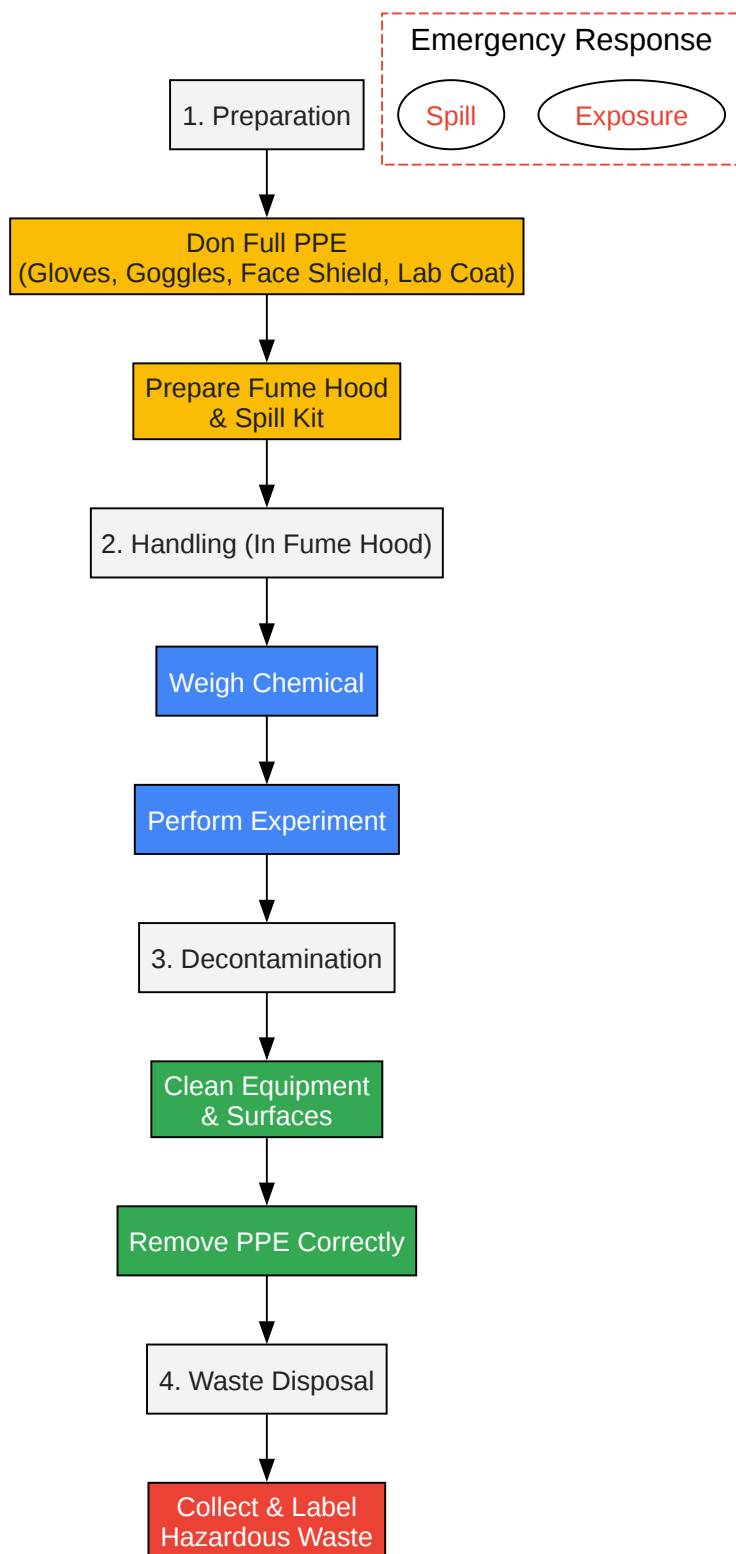 Emergency Response
Spill
Exposure
1. Preparation
Don Full PPE
(Gloves, Goggles, Face Shield, Lab Coat)
Prepare Fume Hood
& Spill Kit
2. Handling (In Fume Hood)
Weigh Chemical
Perform Experiment
3. Decontamination
Clean Equipment
& Surfaces
Remove PPE Correctly
4. Waste Disposal
Collect & Label
Hazardous Waste